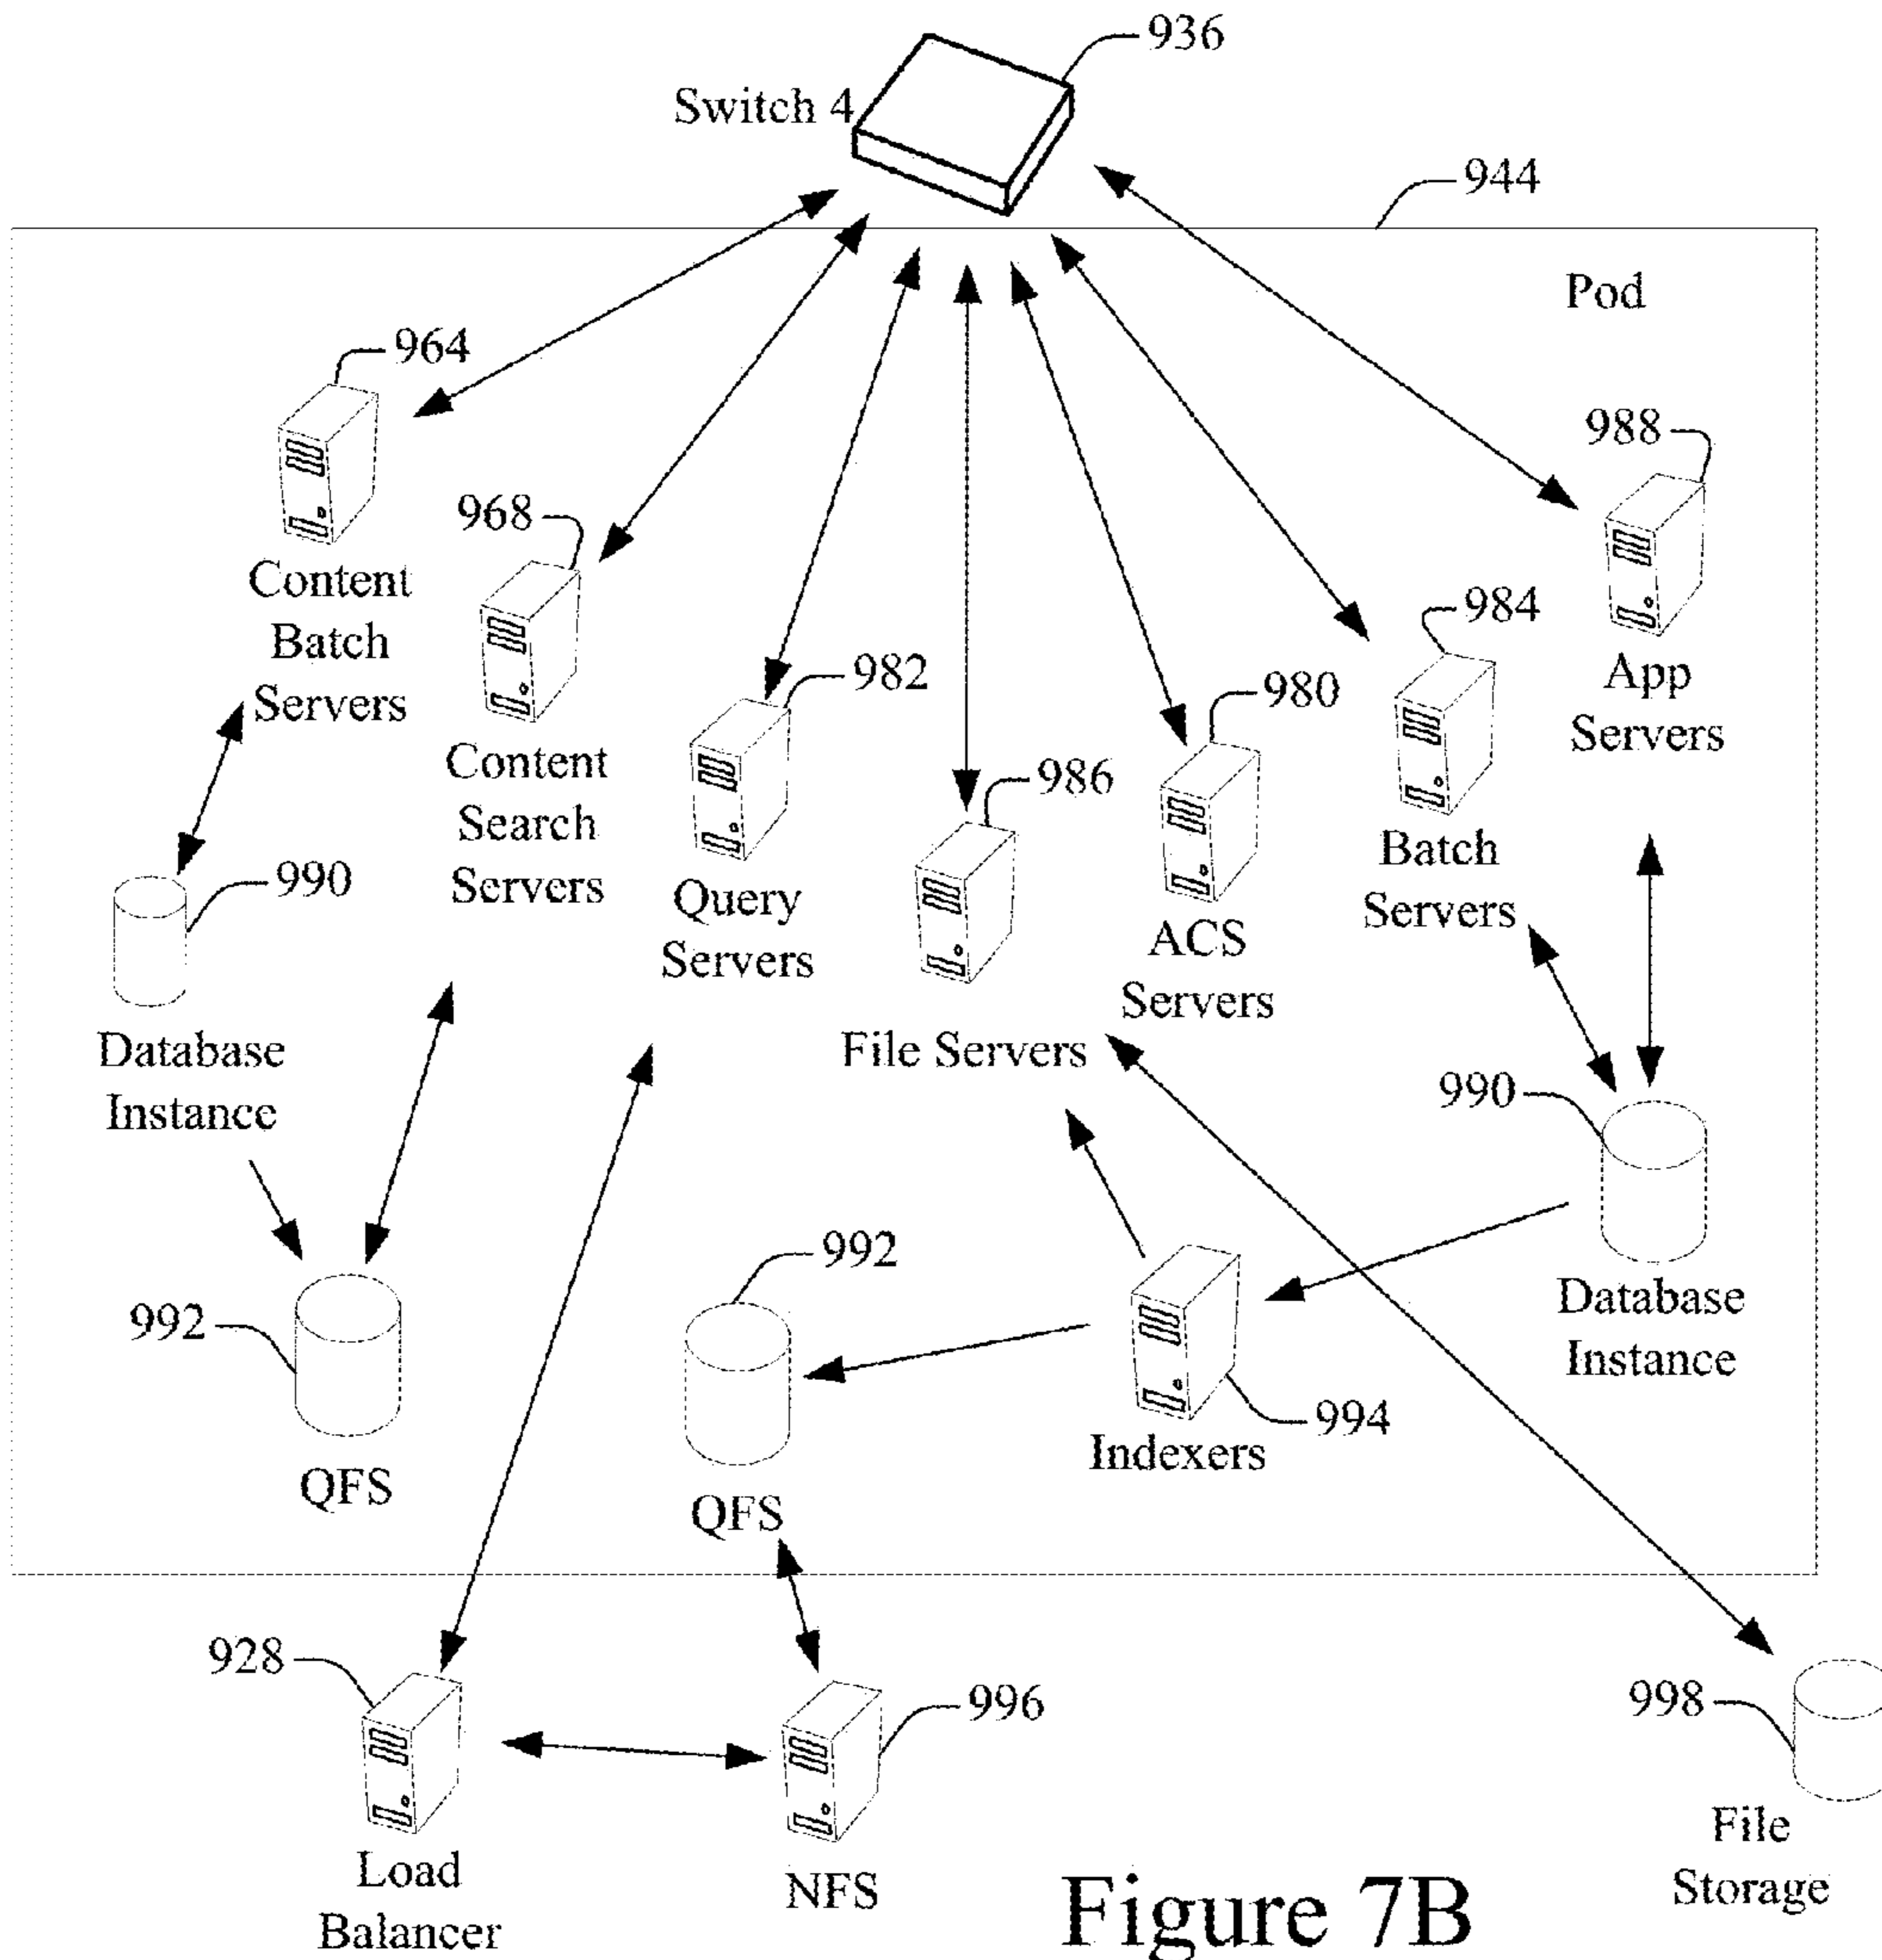 936
Switch 4
944
Pod
964
988
968
Content
Batch
Servers
984
982
980
App
Servers
Content
Search
Servers
986
Batch
Servers
990
Query
Servers
ACS
Servers
Database
Instance
File Servers
990
992
992
Database
Instance
994
Indexers
QFS
QFS
928
996
998
Load
Balancer
NFS
File
Storage
Figure 7B